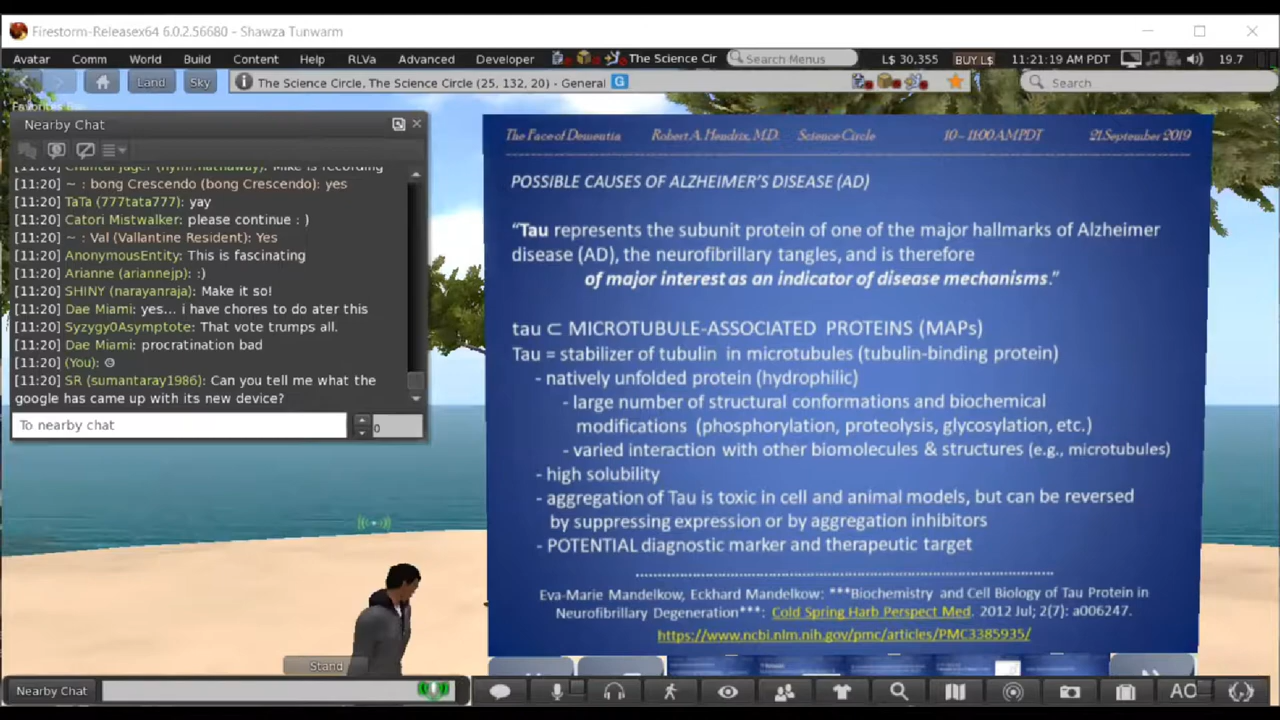 Firestorm-Releasex64 6.0.2.56680 - Shawza Tunwarm
Avatar Comm World Build Content Help RLVa Advanced Developer The Science Cir Search Menus L$ 30,355 BUY L$ 11:21:19 AM PDT 19.7
Land Sky The Science Circle, The Science Circle (25, 132, 20) - General G Search
Nearby Chat
[11:20] Chantal Jager (nymf.hathaway): Mike is recording
[11:20] ~ : bong Crescendo (bong Crescendo): yes
[11:20] TaTa (777tata777): yay
[11:20] Catori Mistwalker: please continue : )
[11:20] ~ : Val (Vallantine Resident): Yes
[11:20] AnonymousEntity: This is fascinating
[11:20] Arianne (ariannejp): :)
[11:20] SHINY (narayanraja): Make it so!
[11:20] Dae Miami: yes... i have chores to do ater this
[11:20] Syzygy0Asymptote: That vote trumps all.
[11:20] Dae Miami: procratination bad
[11:20] (You): ☺
[11:20] SR (sumantaray1986): Can you tell me what the
google has came up with its new device?
To nearby chat
0
The Face of Dementia Robert A. Hendrix, M.D. Science Circle 10 - 11:00 AM PDT 21 September 2019
POSSIBLE CAUSES OF ALZHEIMER'S DISEASE (AD)
"Tau represents the subunit protein of one of the major hallmarks of Alzheimer
disease (AD), the neurofibrillary tangles, and is therefore
of major interest as an indicator of disease mechanisms."
tau ⊂ MICROTUBULE-ASSOCIATED PROTEINS (MAPs)
Tau = stabilizer of tubulin in microtubules (tubulin-binding protein)
- natively unfolded protein (hydrophilic)
- large number of structural conformations and biochemical
modifications (phosphorylation, proteolysis, glycosylation, etc.)
- varied interaction with other biomolecules & structures (e.g., microtubules)
- high solubility
- aggregation of Tau is toxic in cell and animal models, but can be reversed
by suppressing expression or by aggregation inhibitors
- POTENTIAL diagnostic marker and therapeutic target
Eva-Marie Mandelkow, Eckhard Mandelkow: ***Biochemistry and Cell Biology of Tau Protein in
Neurofibrillary Degeneration***: Cold Spring Harb Perspect Med. 2012 Jul; 2(7): a006247.
https://www.ncbi.nlm.nih.gov/pmc/articles/PMC3385935/
Stand
Nearby Chat
AO